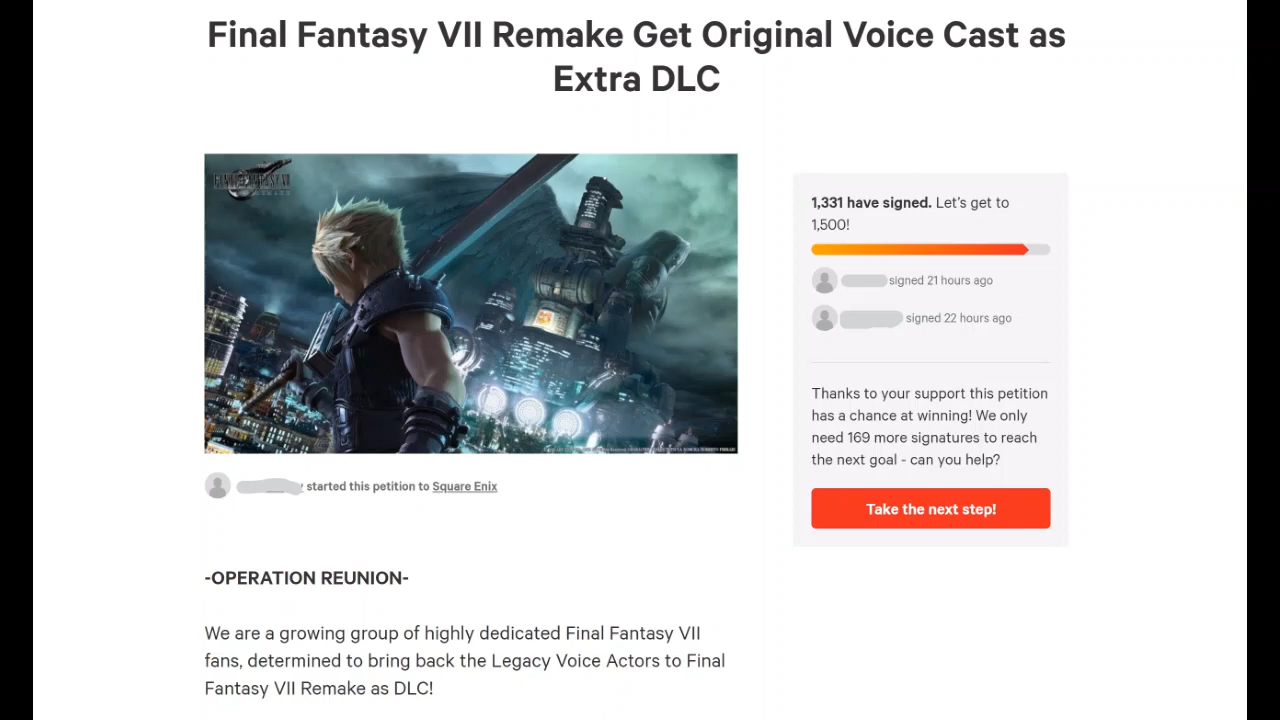 Final Fantasy VII Remake Get Original Voice Cast as
Extra DLC
FINAL FANTASY VII
REMAKE
1,331 have signed. Let's get to
1,500!
signed 21 hours ago
signed 22 hours ago
Thanks to your support this petition
has a chance at winning! We only
need 169 more signatures to reach
the next goal - can you help?
Take the next step!
started this petition to Square Enix
-OPERATION REUNION-
We are a growing group of highly dedicated Final Fantasy VII
fans, determined to bring back the Legacy Voice Actors to Final
Fantasy VII Remake as DLC!